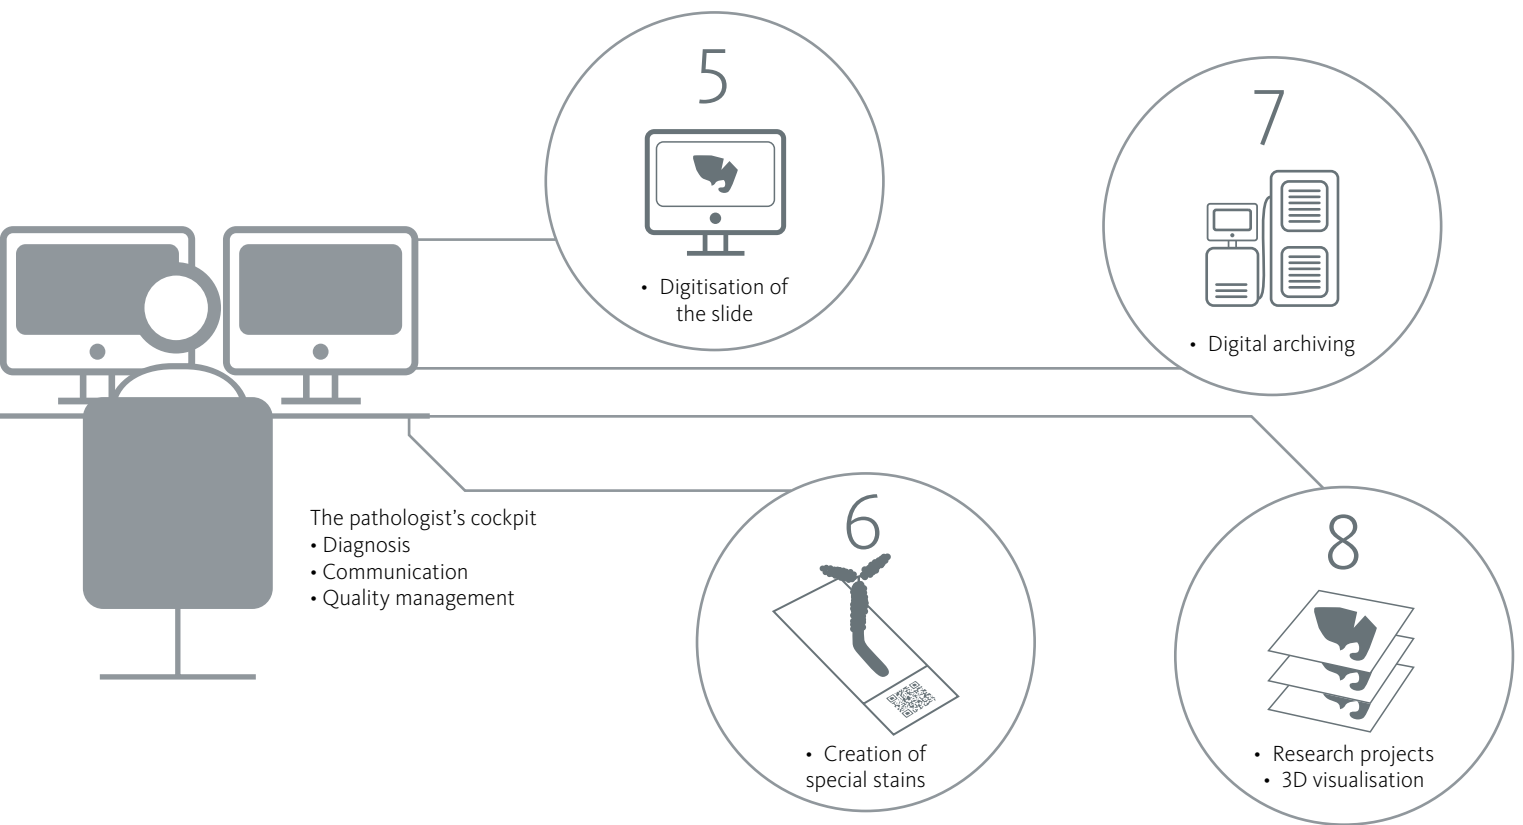 5
• Digitisation of
the slide
7
• Digital archiving
The pathologist’s cockpit
• Diagnosis
• Communication
• Quality management
6
• Creation of
special stains
8
• Research projects
• 3D visualisation